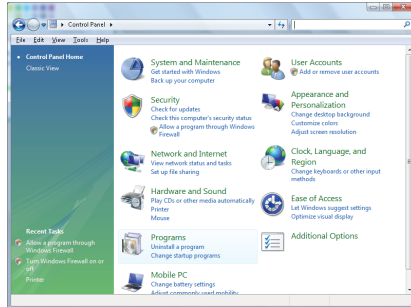 Control Panel
File Edit View Tools Help
Control Panel Home
Classic View
Recent Tasks
Allow a program through
Windows Firewall
Turn Windows Firewall on or
off
Printer
System and Maintenance
Get started with Windows
Back up your computer
Security
Check for updates
Check this computer's security status
Allow a program through Windows
Firewall
Network and Internet
View network status and tasks
Set up file sharing
Hardware and Sound
Play CDs or other media automatically
Printer
Mouse
Programs
Uninstall a program
Change startup programs
Mobile PC
Change battery settings
Adjust commonly used mobility
User Accounts
Add or remove user accounts
Appearance and
Personalization
Change desktop background
Customize colors
Adjust screen resolution
Clock, Language, and
Region
Change keyboards or other input
methods
Ease of Access
Let Windows suggest settings
Optimize visual display
Additional Options